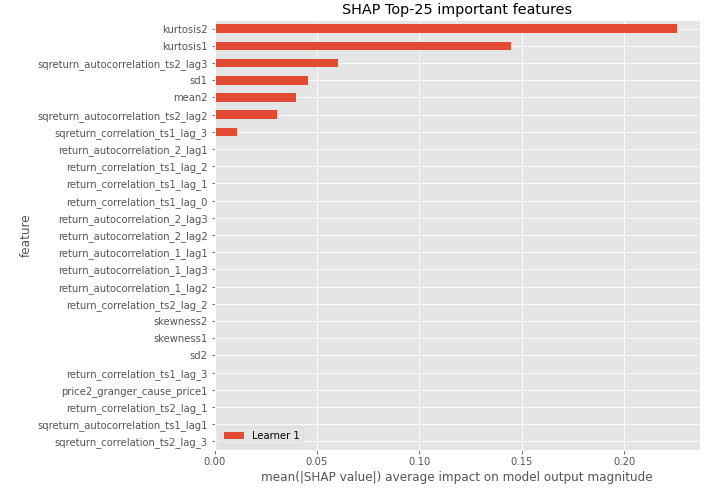 SHAP Top-25 important features
kurtosis2
kurtosis1
sqreturn_autocorrelation_ts2_lag3
sd1
mean2
sqreturn_autocorrelation_ts2_lag2
sqreturn_correlation_ts1_lag_3
return_autocorrelation_2_lag1
return_correlation_ts1_lag_2
return_correlation_ts1_lag_1
return_correlation_ts1_lag_0
return_autocorrelation_2_lag3
return_autocorrelation_2_lag2
return_autocorrelation_1_lag1
return_autocorrelation_1_lag3
return_autocorrelation_1_lag2
return_correlation_ts2_lag_2
skewness2
skewness1
sd2
return_correlation_ts1_lag_3
price2_granger_cause_price1
return_correlation_ts2_lag_1
sqreturn_autocorrelation_ts1_lag1
sqreturn_correlation_ts2_lag_3
feature
Learner 1
0.00 0.05 0.10 0.15 0.20
mean(|SHAP value|) average impact on model output magnitude